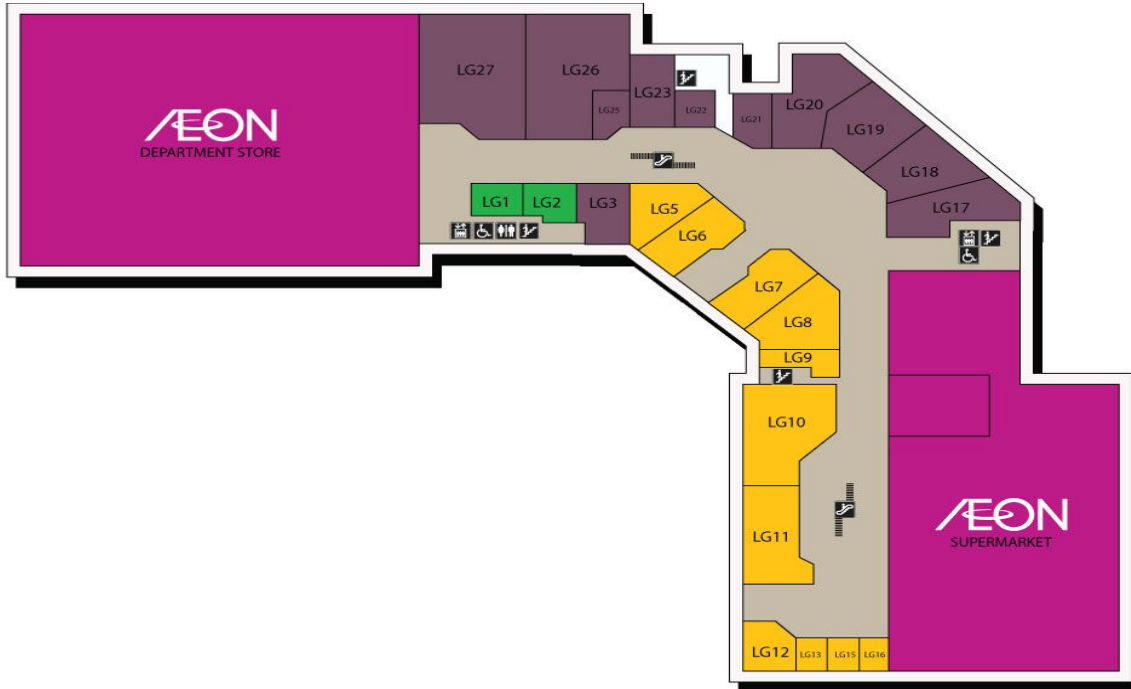 ÆON
DEPARTMENT STORE
LG27
LG26
LG25
LG23
LG22
LG21
LG20
LG19
LG18
LG17
LG1
LG2
LG3
LG5
LG6
LG7
LG8
LG9
LG10
LG11
LG12
LG13
LG15
LG16
ÆON
SUPERMARKET